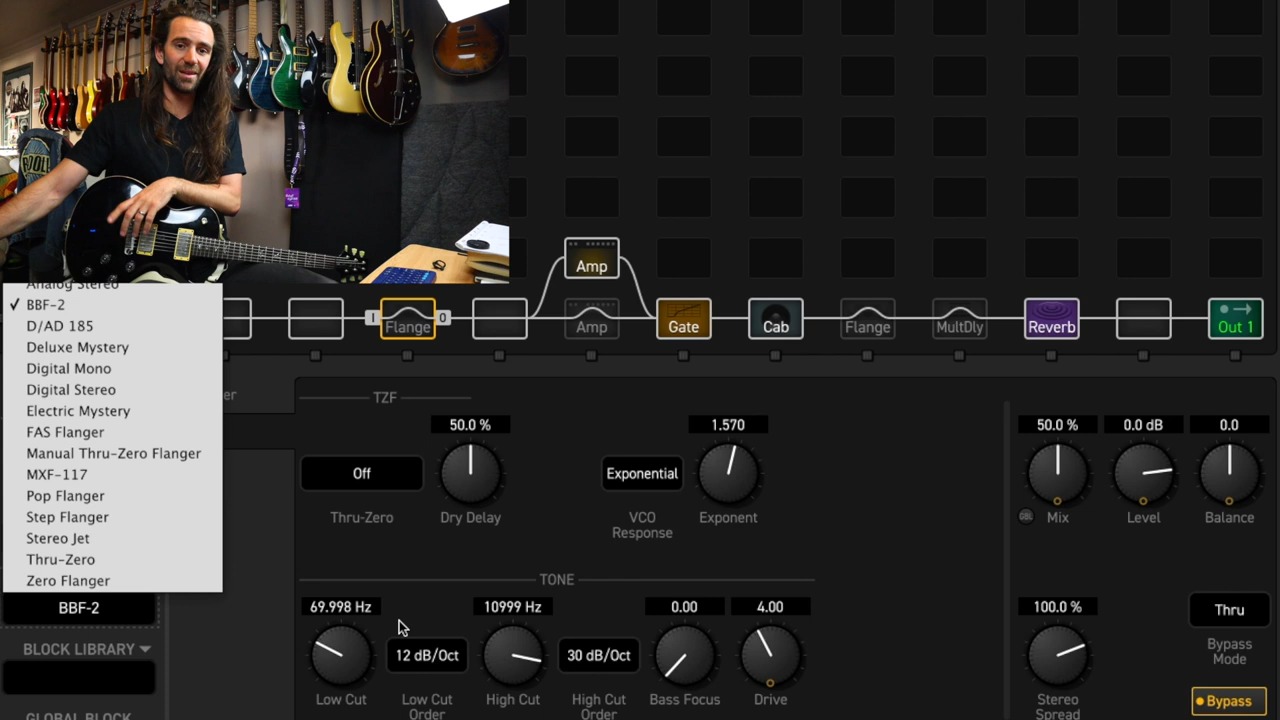 Amp
Analog Stereo
✓ BBF-2
D/AD 185
Deluxe Mystery
Digital Mono
Digital Stereo
Electric Mystery
FAS Flanger
Manual Thru-Zero Flanger
MXF-117
Pop Flanger
Step Flanger
Stereo Jet
Thru-Zero
Zero Flanger
BBF-2
BLOCK LIBRARY
GLOBAL BLOCK
I Flange O
Amp
Gate
Cab
Flange
MultDly
Reverb
Out 1
er
TZF
50.0 %
1.570
Off
Exponential
Thru-Zero
Dry Delay
VCO
Response
Exponent
50.0 %
0.0 dB
0.0
Mix
Level
Balance
TONE
69.998 Hz
10999 Hz
0.00
4.00
12 dB/Oct
30 dB/Oct
Low Cut
Low Cut
Order
High Cut
High Cut
Order
Bass Focus
Drive
100.0 %
Stereo
Spread
Thru
Bypass
Mode
Bypass